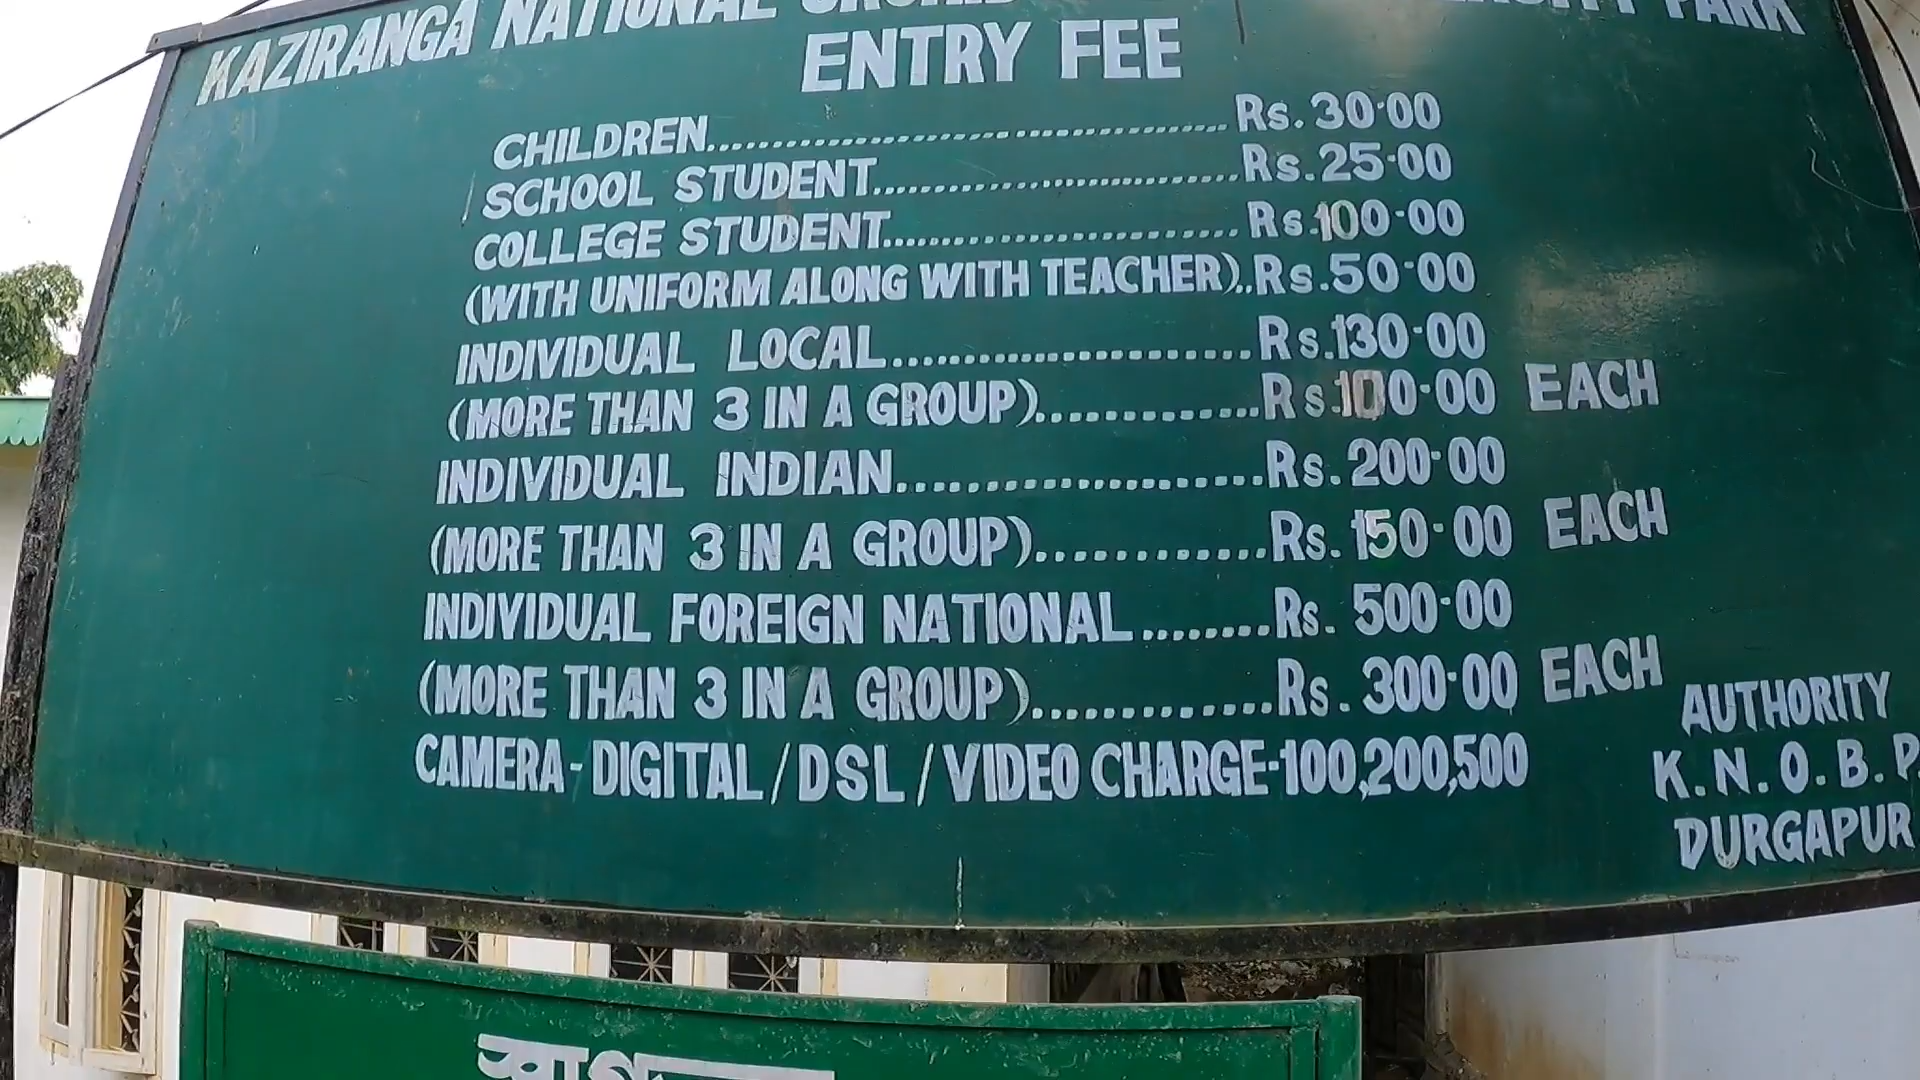 KAZIRANGA NATIONAL PARK
ENTRY FEE
CHILDREN..............................Rs. 30·00
SCHOOL STUDENT..............................Rs.25·00
COLLEGE STUDENT..............................Rs.100·00
(WITH UNIFORM ALONG WITH TEACHER)..Rs.50·00
INDIVIDUAL LOCAL..............................Rs.130·00
(MORE THAN 3 IN A GROUP)..............Rs.100·00 EACH
INDIVIDUAL INDIAN......................Rs. 200·00
(MORE THAN 3 IN A GROUP)............Rs. 150·00 EACH
INDIVIDUAL FOREIGN NATIONAL........Rs. 500·00
(MORE THAN 3 IN A GROUP)..............Rs. 300·00 EACH
CAMERA-DIGITAL/DSL/VIDEO CHARGE-100,200,500
AUTHORITY
K.N.O.B.P.
DURGAPUR